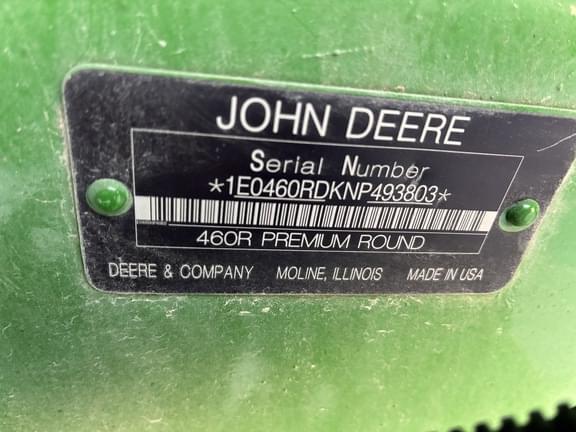 JOHN DEERE
Serial Number
*1E0460RDKNP493803*
460R PREMIUM ROUND
DEERE & COMPANY MOLINE, ILLINOIS MADE IN USA